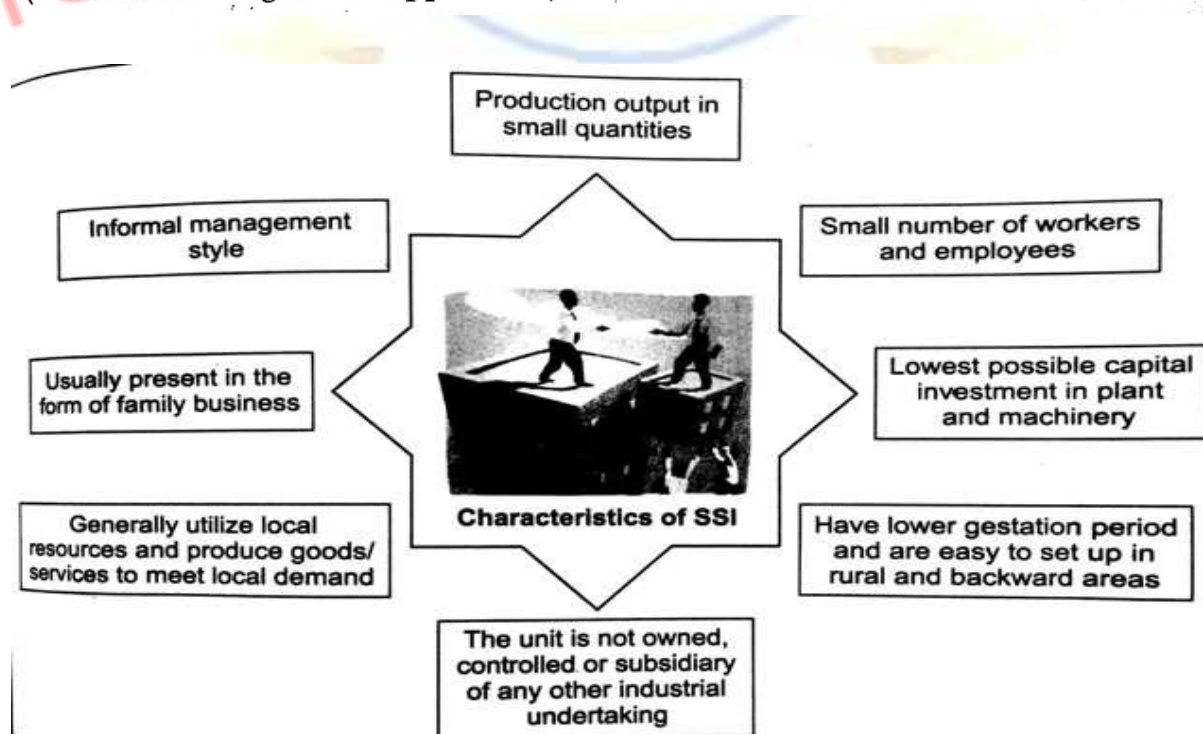 Production output in
small quantities
Informal management
style
Small number of workers
and employees
Usually present in the
form of family business
Lowest possible capital
investment in plant
and machinery
Characteristics of SSI
Generally utilize local
resources and produce goods/
services to meet local demand
Have lower gestation period
and are easy to set up in
rural and backward areas
The unit is not owned,
controlled or subsidiary
of any other industrial
undertaking